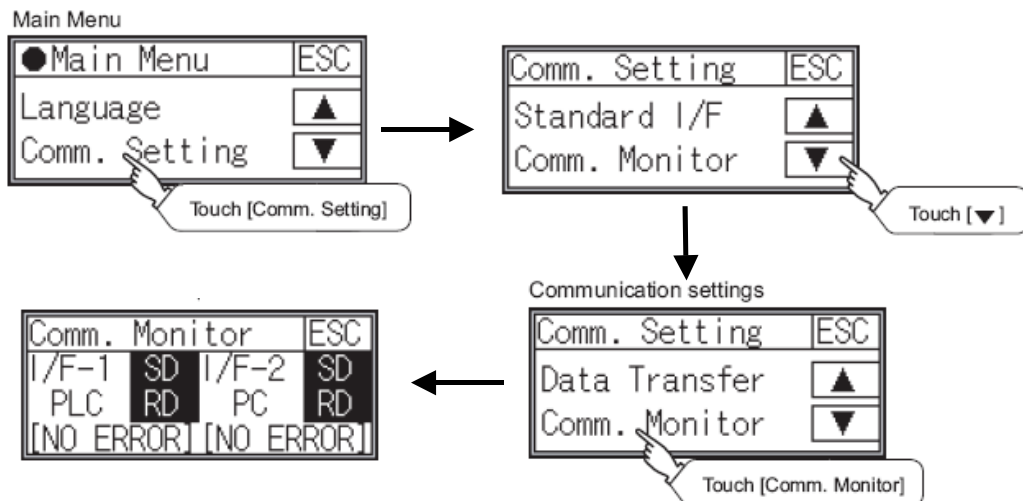 Main Menu
●Main Menu ESC
Language ▲
Comm. Setting ▼
Touch [Comm. Setting]
Comm. Setting ESC
Standard I/F ▲
Comm. Monitor ▼
Touch [▼]
Communication settings
Comm. Setting ESC
Data Transfer ▲
Comm. Monitor ▼
Touch [Comm. Monitor]
Comm. Monitor ESC
I/F-1 SD I/F-2 SD
PLC RD PC RD
[NO ERROR] [NO ERROR]